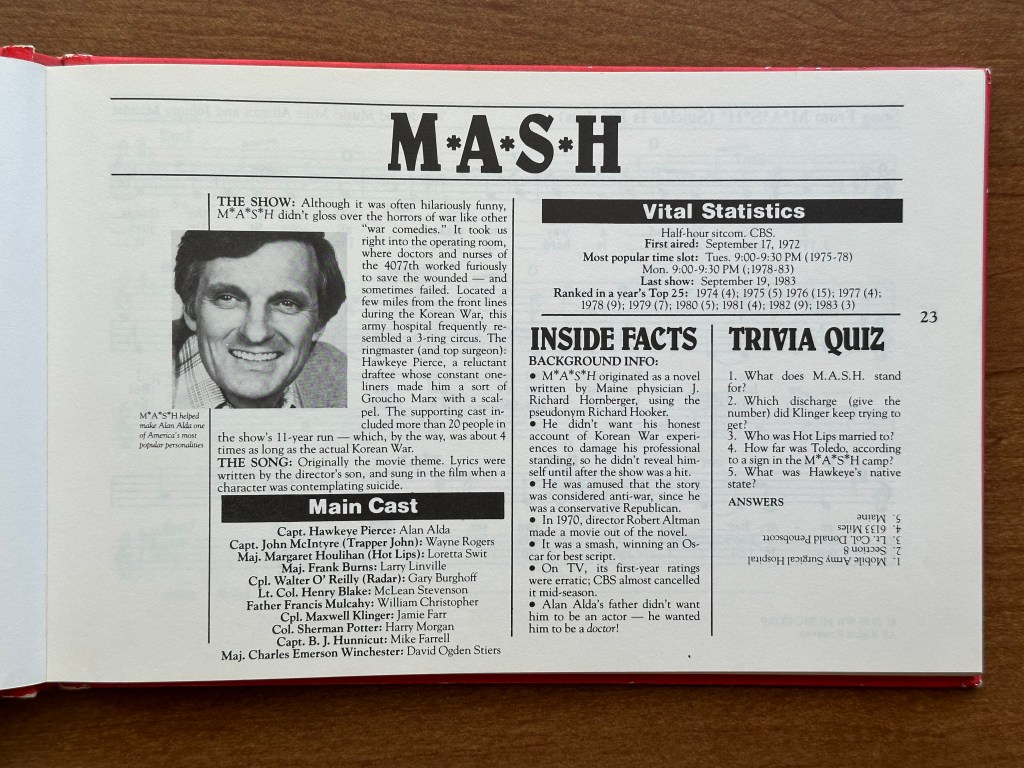 M*A*S*H
THE SHOW: Although it was often hilariously funny,
M*A*S*H didn't gloss over the horrors of war like other
"war comedies." It took us
right into the operating room,
where doctors and nurses of
the 4077th worked furiously
to save the wounded — and
sometimes failed. Located a
few miles from the front lines
during the Korean War, this
army hospital frequently re-
sembled a 3-ring circus. The
ringmaster (and top surgeon):
Hawkeye Pierce, a reluctant
draftee whose constant one-
liners made him a sort of
Groucho Marx with a scal-
pel. The supporting cast in-
cluded more than 20 people in
the show's 11-year run — which, by the way, was about 4
times as long as the actual Korean War.
THE SONG: Originally the movie theme. Lyrics were
written by the director's son, and sung in the film when a
character was contemplating suicide.
M*A*S*H helped
make Alan Alda one
of America's most
popular personalities
Main Cast
Capt. Hawkeye Pierce: Alan Alda
Capt. John McIntyre (Trapper John): Wayne Rogers
Maj. Margaret Houlihan (Hot Lips): Loretta Swit
Maj. Frank Burns: Larry Linville
Cpl. Walter O' Reilly (Radar): Gary Burghoff
Lt. Col. Henry Blake: McLean Stevenson
Father Francis Mulcahy: William Christopher
Cpl. Maxwell Klinger: Jamie Farr
Col. Sherman Potter: Harry Morgan
Capt. B. J. Hunnicut: Mike Farrell
Maj. Charles Emerson Winchester: David Ogden Stiers
Vital Statistics
Half-hour sitcom. CBS.
First aired: September 17, 1972
Most popular time slot: Tues. 9:00-9:30 PM (1975-78)
Mon. 9:00-9:30 PM (;1978-83)
Last show: September 19, 1983
Ranked in a year's Top 25: 1974 (4); 1975 (5) 1976 (15); 1977 (4);
1978 (9); 1979 (7); 1980 (5); 1981 (4); 1982 (9); 1983 (3)
23
INSIDE FACTS
BACKGROUND INFO:
● M*A*S*H originated as a novel
written by Maine physician J.
Richard Hornberger, using the
pseudonym Richard Hooker.
● He didn't want his honest
account of Korean War experi-
ences to damage his professional
standing, so he didn't reveal him-
self until after the show was a hit.
● He was amused that the story
was considered anti-war, since he
was a conservative Republican.
● In 1970, director Robert Altman
made a movie out of the novel.
● It was a smash, winning an Os-
car for best script.
● On TV, its first-year ratings
were erratic; CBS almost cancelled
it mid-season.
● Alan Alda's father didn't want
him to be an actor — he wanted
him to be a doctor!
TRIVIA QUIZ
1. What does M.A.S.H. stand
for?
2. Which discharge (give the
number) did Klinger keep trying to
get?
3. Who was Hot Lips married to?
4. How far was Toledo, according
to a sign in the M*A*S*H camp?
5. What was Hawkeye's native
state?
ANSWERS
1. Mobile Army Surgical Hospital
2. Section 8
3. Lt. Col. Donald Penobscott
4. 6133 Miles
5. Maine